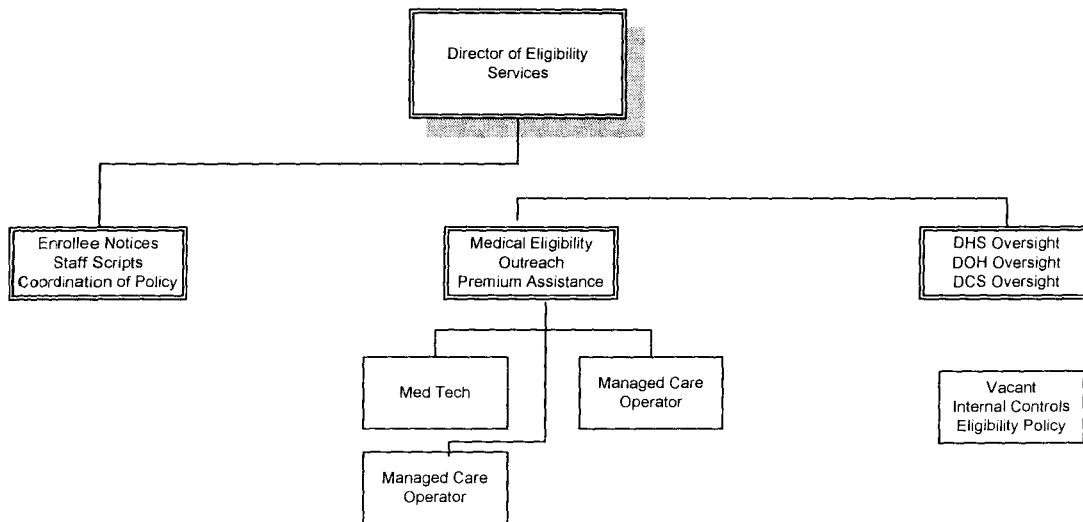 Director of Eligibility
Services
Enrollee Notices
Staff Scripts
Coordination of Policy
Medical Eligibility
Outreach
Premium Assistance
DHS Oversight
DOH Oversight
DCS Oversight
Med Tech
Managed Care
Operator
Vacant
Internal Controls
Eligibility Policy
Managed Care
Operator